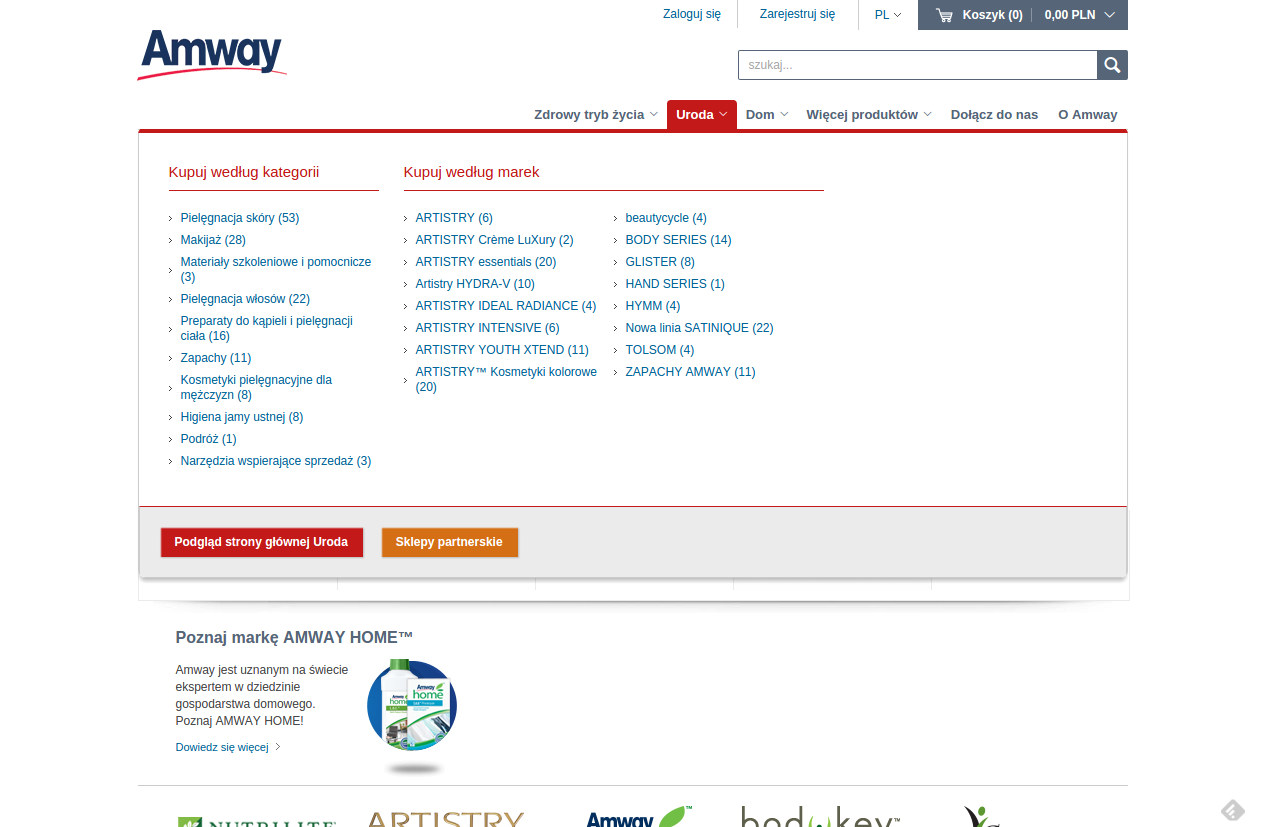 Zaloguj się
Zarejestruj się
PL
Koszyk (0)
0,00 PLN
Amway
szukaj...
Zdrowy tryb życia
Uroda
Dom
Więcej produktów
Dołącz do nas
O Amway
Kupuj według kategorii
Pielęgnacja skóry (53)
Makijaż (28)
Materiały szkoleniowe i pomocnicze
(3)
Pielęgnacja włosów (22)
Preparaty do kąpieli i pielęgnacji
ciała (16)
Zapachy (11)
Kosmetyki pielęgnacyjne dla
mężczyzn (8)
Higiena jamy ustnej (8)
Podróż (1)
Narzędzia wspierające sprzedaż (3)
Kupuj według marek
ARTISTRY (6)
ARTISTRY Crème LuXury (2)
ARTISTRY essentials (20)
Artistry HYDRA-V (10)
ARTISTRY IDEAL RADIANCE (4)
ARTISTRY INTENSIVE (6)
ARTISTRY YOUTH XTEND (11)
ARTISTRY™ Kosmetyki kolorowe
(20)
beautycycle (4)
BODY SERIES (14)
GLISTER (8)
HAND SERIES (1)
HYMM (4)
Nowa linia SATINIQUE (22)
TOLSOM (4)
ZAPACHY AMWAY (11)
Podgląd strony głównej Uroda
Sklepy partnerskie
Poznaj markę AMWAY HOME™
Amway jest uznanym na świecie
ekspertem w dziedzinie
gospodarstwa domowego.
Poznaj AMWAY HOME!
Dowiedz się więcej
Amway
home
Amway
home
NUTRILITE
ARTISTRY
Amway™
bodykey™